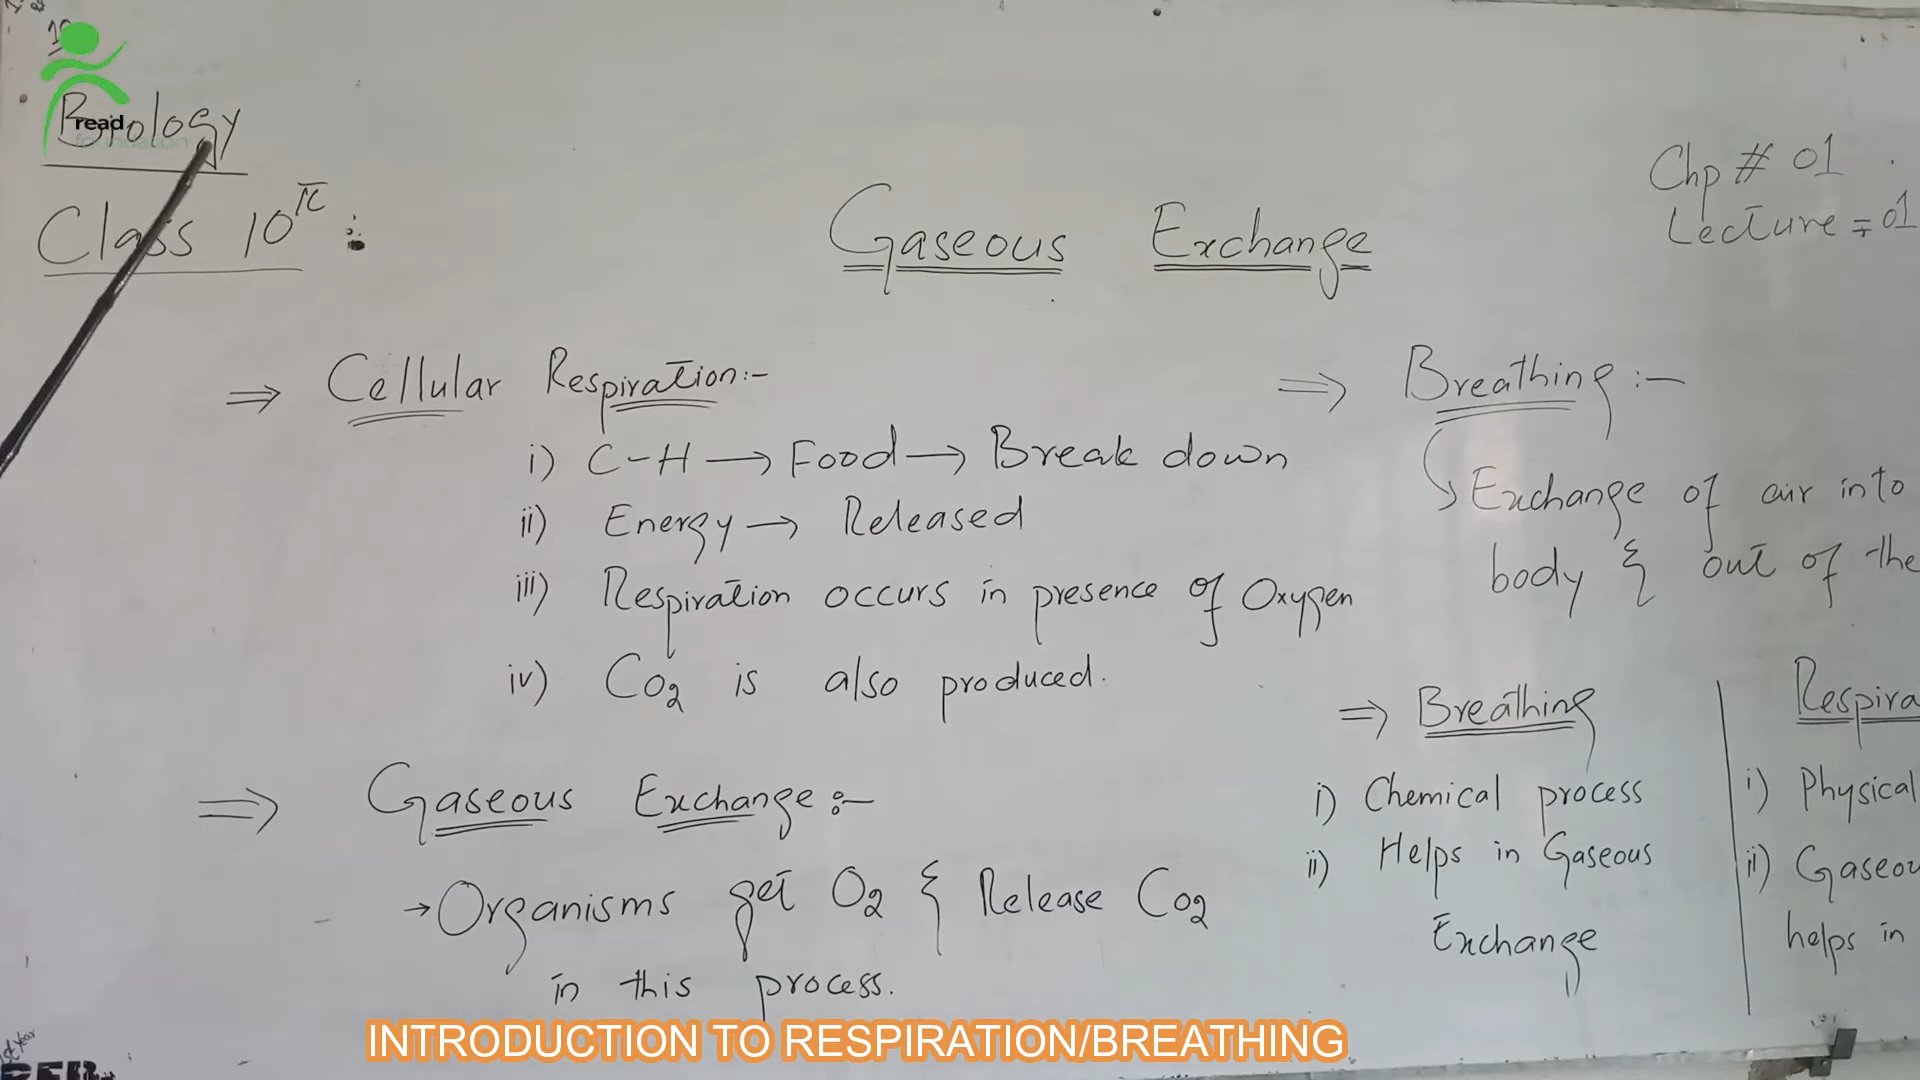 Biology
read
foundation
Class 10th :
Gaseous Exchange
Chp # 01
Lecture = 01
⇒ Cellular Respiration:-
i) C-H → Food → Break down
ii) Energy → Released
iii) Respiration occurs in presence of Oxygen
iv) CO2 is also produced.
⇒ Gaseous Exchange:-
→ Organisms get O2 & Release CO2
in this process.
⇒ Breathing:-
Exchange of air into
body & out of the
⇒ Breathing
i) Chemical process
ii) Helps in Gaseous
Exchange
Respira
i) Physical
ii) Gaseou
helps in
INTRODUCTION TO RESPIRATION/BREATHING